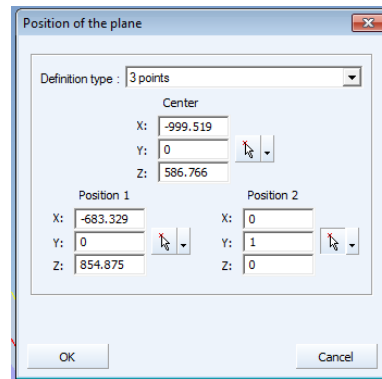 Position of the plane
Definition type : 3 points
Center
X: -999.519
Y: 0
Z: 586.766
Position 1 Position 2
X: -683.329 X: 0
Y: 0 Y: 1
Z: 854.875 Z: 0
OK Cancel